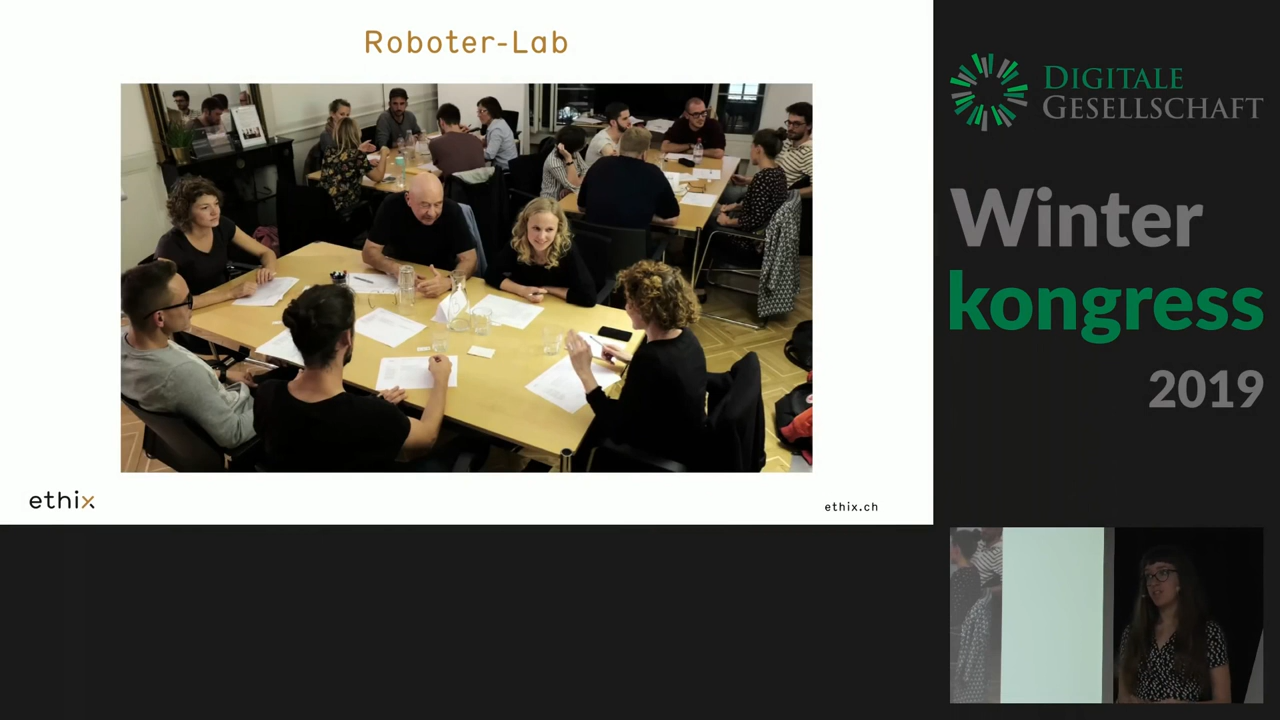 Roboter-Lab
ethix
ethix.ch
DIGITALE
GESELLSCHAFT
Winter
kongress
2019